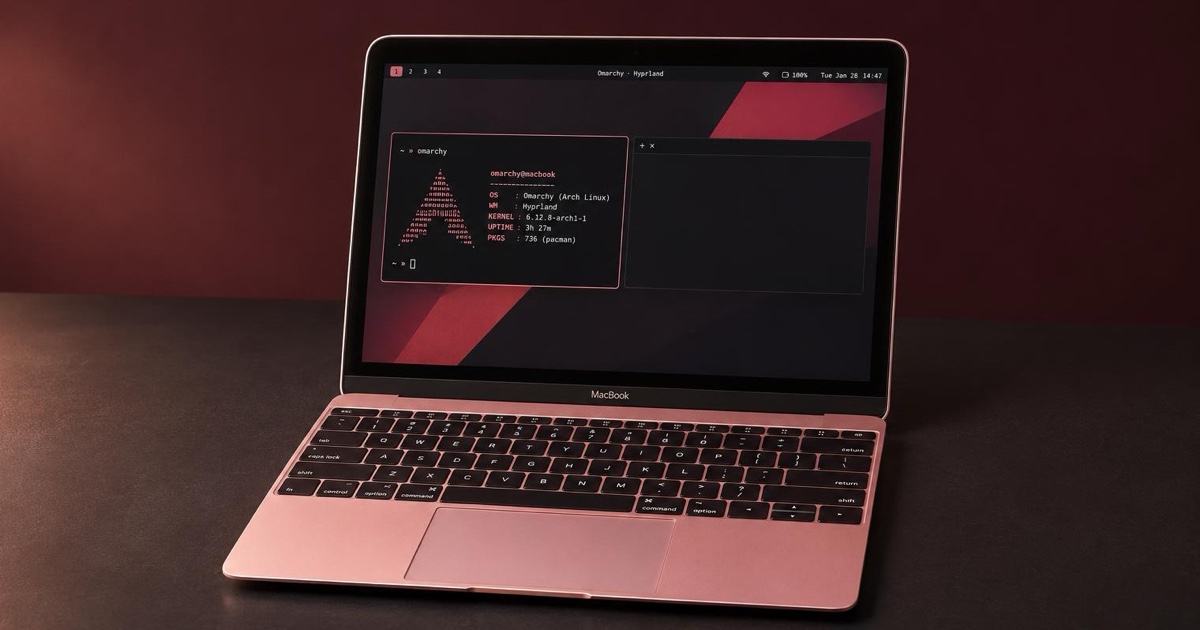 1 2 3 4 Omarchy · Hyprland 100% Tue Jan 28 14:47
~ » omarchy
omarchy@macbook
---------------
OS : Omarchy (Arch Linux)
WM : Hyprland
KERNEL : 6.12.8-arch1-1
UPTIME : 3h 27m
PKGS : 736 (pacman)
~ »
+ ×
MacBook
esc
Q W E R T Y U I O P
caps lock A S D F G H J K L return
shift Z X C V B N M shift
fn control option command command option